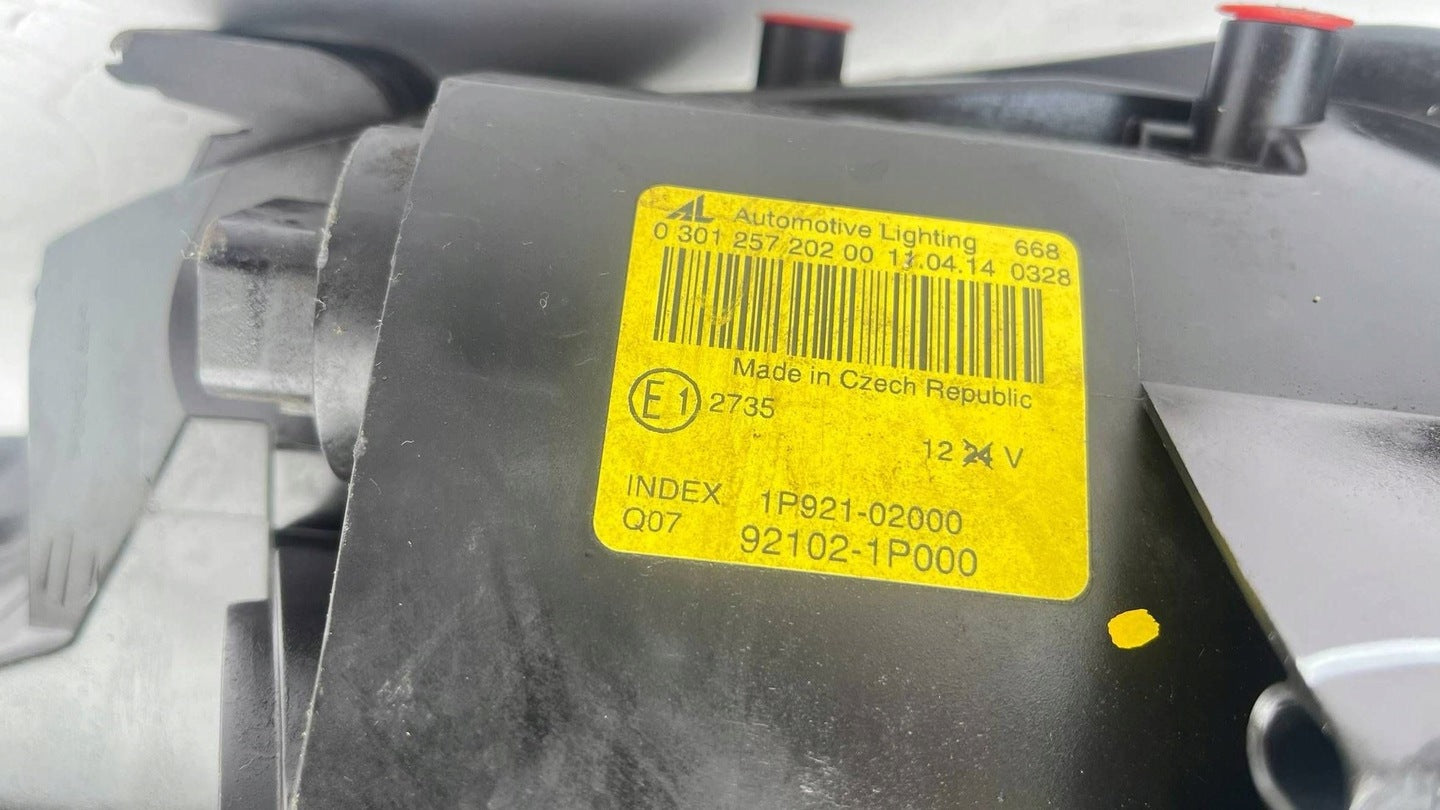 AL Automotive Lighting 668
0 301 257 202 00 11.04.14 0328
Made in Czech Republic
E1 2735
12 24 V
INDEX 1P921-02000
Q07 92102-1P000